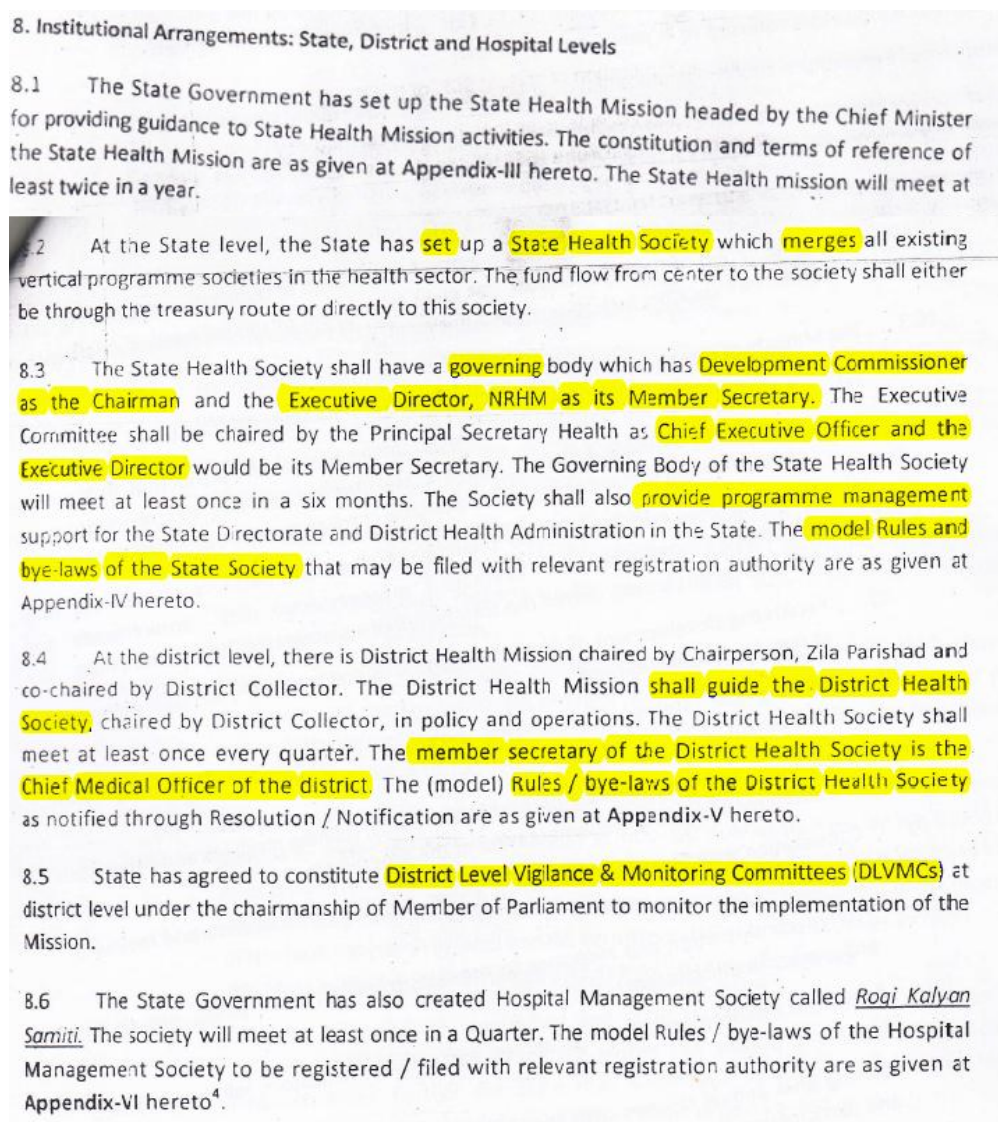 8. Institutional Arrangements: State, District and Hospital Levels
8.1 The State Government has set up the State Health Mission headed by the Chief Minister
for providing guidance to State Health Mission activities. The constitution and terms of reference of
the State Health Mission are as given at Appendix-III hereto. The State Health mission will meet at
least twice in a year.
.2 At the State level, the State has set up a State Health Society which merges all existing
vertical programme societies in the health sector. The fund flow from center to the society shall either
be through the treasury route or directly to this society.
8.3 The State Health Society shall have a governing body which has Development Commissioner
as the Chairman and the Executive Director, NRHM as its Member Secretary. The Executive
Committee shall be chaired by the Principal Secretary Health as Chief Executive Officer and the
Executive Director would be its Member Secretary. The Governing Body of the State Health Society
will meet at least once in a six months. The Society shall also provide programme management
support for the State Directorate and District Health Administration in the State. The model Rules and
bye-laws of the State Society that may be filed with relevant registration authority are as given at
Appendix-IV hereto.
8.4 At the district level, there is District Health Mission chaired by Chairperson, Zila Parishad and
co-chaired by District Collector. The District Health Mission shall guide the District Health
Society, chaired by District Collector, in policy and operations. The District Health Society shall
meet at least once every quarter. The member secretary of the District Health Society is the
Chief Medical Officer of the district. The (model) Rules / bye-laws of the District Health Society
as notified through Resolution / Notification are as given at Appendix-V hereto.
8.5 State has agreed to constitute District Level Vigilance & Monitoring Committees (DLVMCs) at
district level under the chairmanship of Member of Parliament to monitor the implementation of the
Mission.
8.6 The State Government has also created Hospital Management Society called Rogi Kalyan
Samiti. The society will meet at least once in a Quarter. The model Rules / bye-laws of the Hospital
Management Society to be registered / filed with relevant registration authority are as given at
Appendix-VI hereto⁴.